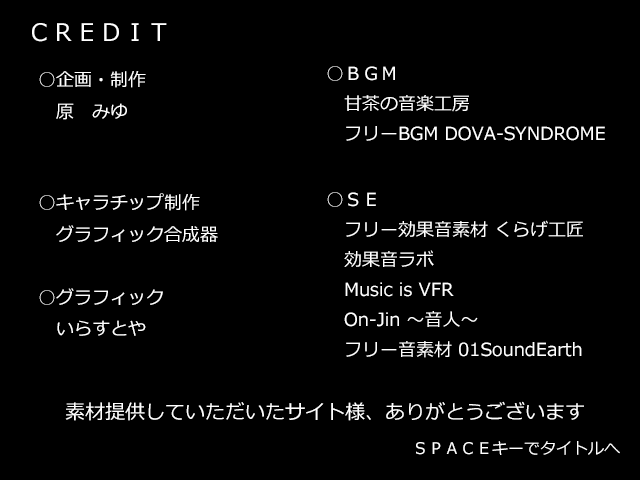 ＣＲＥＤＩＴ
○企画・制作
原　みゆ
○キャラチップ制作
グラフィック合成器
○グラフィック
いらすとや
○ＢＧＭ
甘茶の音楽工房
フリーBGM DOVA-SYNDROME
○ＳＥ
フリー効果音素材 くらげ工匠
効果音ラボ
Music is VFR
On-Jin ～音人～
フリー音素材 01SoundEarth
素材提供していただいたサイト様、ありがとうございます
ＳＰＡＣＥキーでタイトルへ